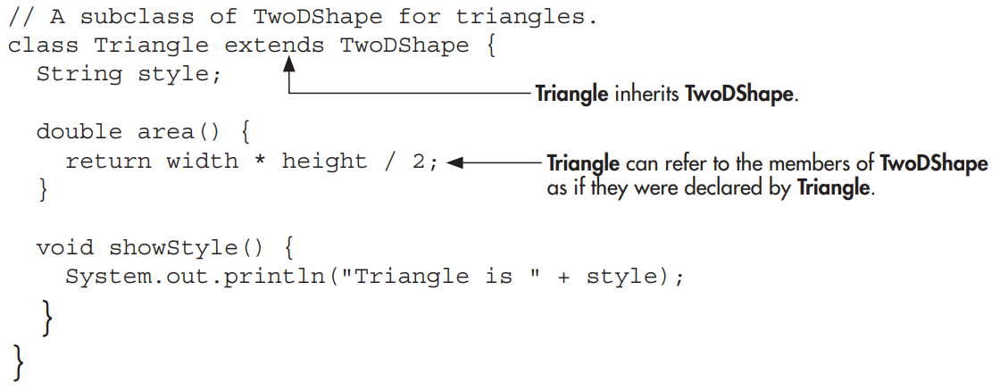 // A subclass of TwoDShape for triangles.
class Triangle extends TwoDShape {
  String style;
Triangle inherits TwoDShape.
  double area() {
    return width * height / 2;
Triangle can refer to the members of TwoDShape
as if they were declared by Triangle.
  }
  void showStyle() {
    System.out.println("Triangle is " + style);
  }
}